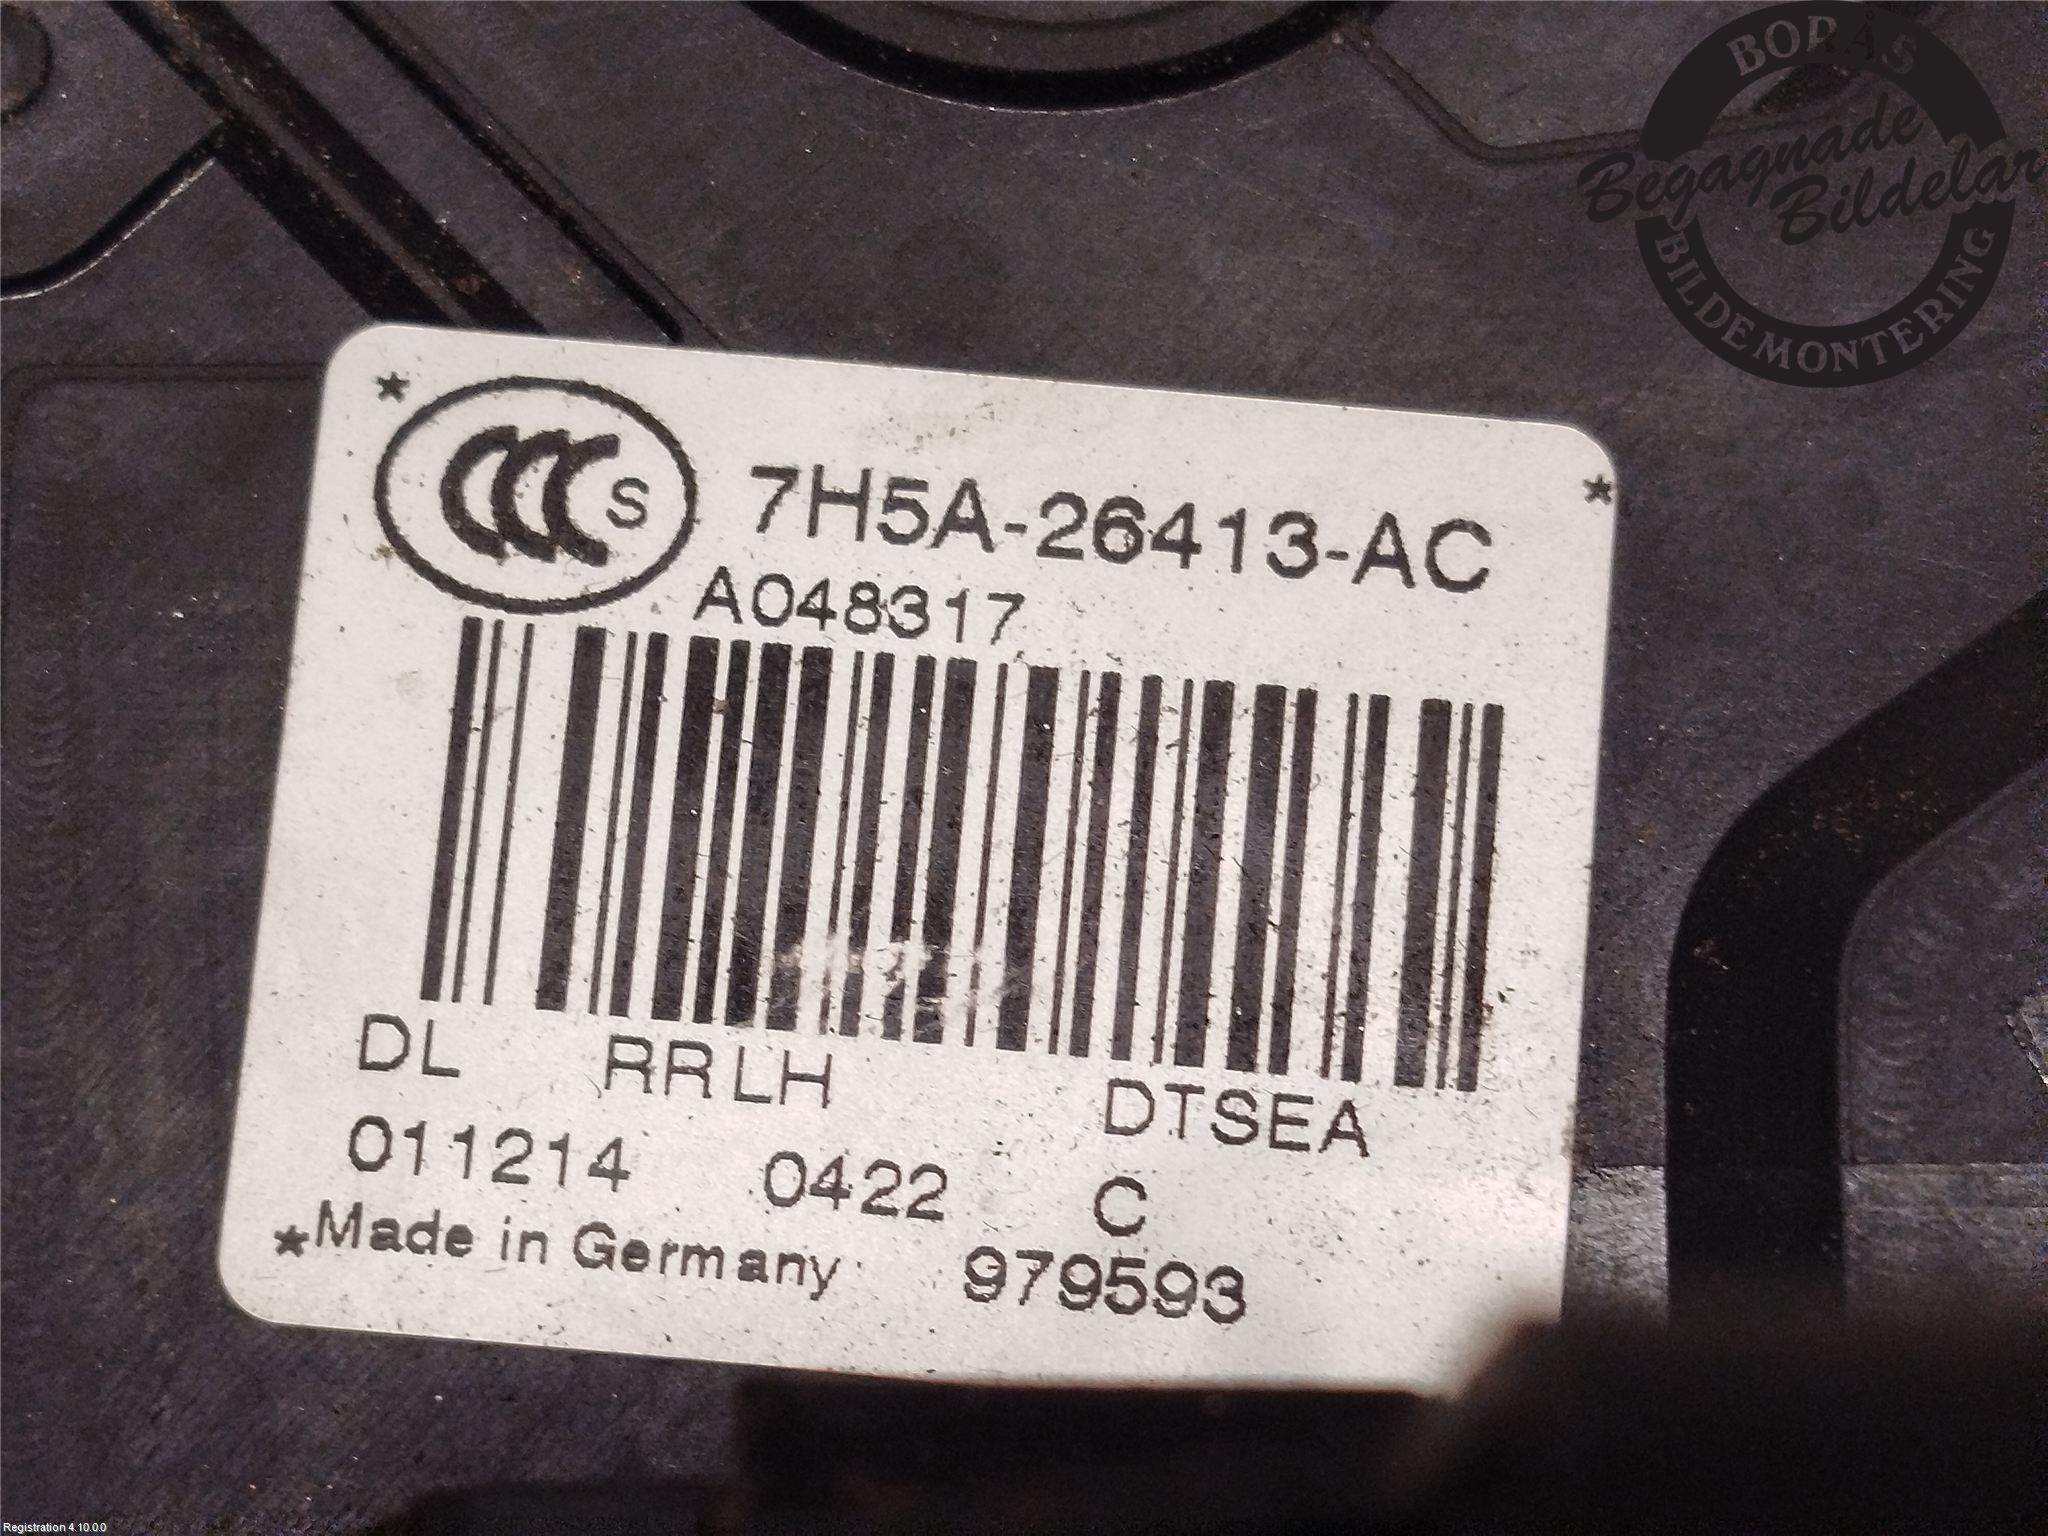 BORÅS
Begagnade
Bildelar
BILDEMONTERING
* CCC S 7H5A-26413-AC *
A048317
DL RRLH DTSEA
011214 0422 C
*Made in Germany 979593
Registration 4.10.0.0